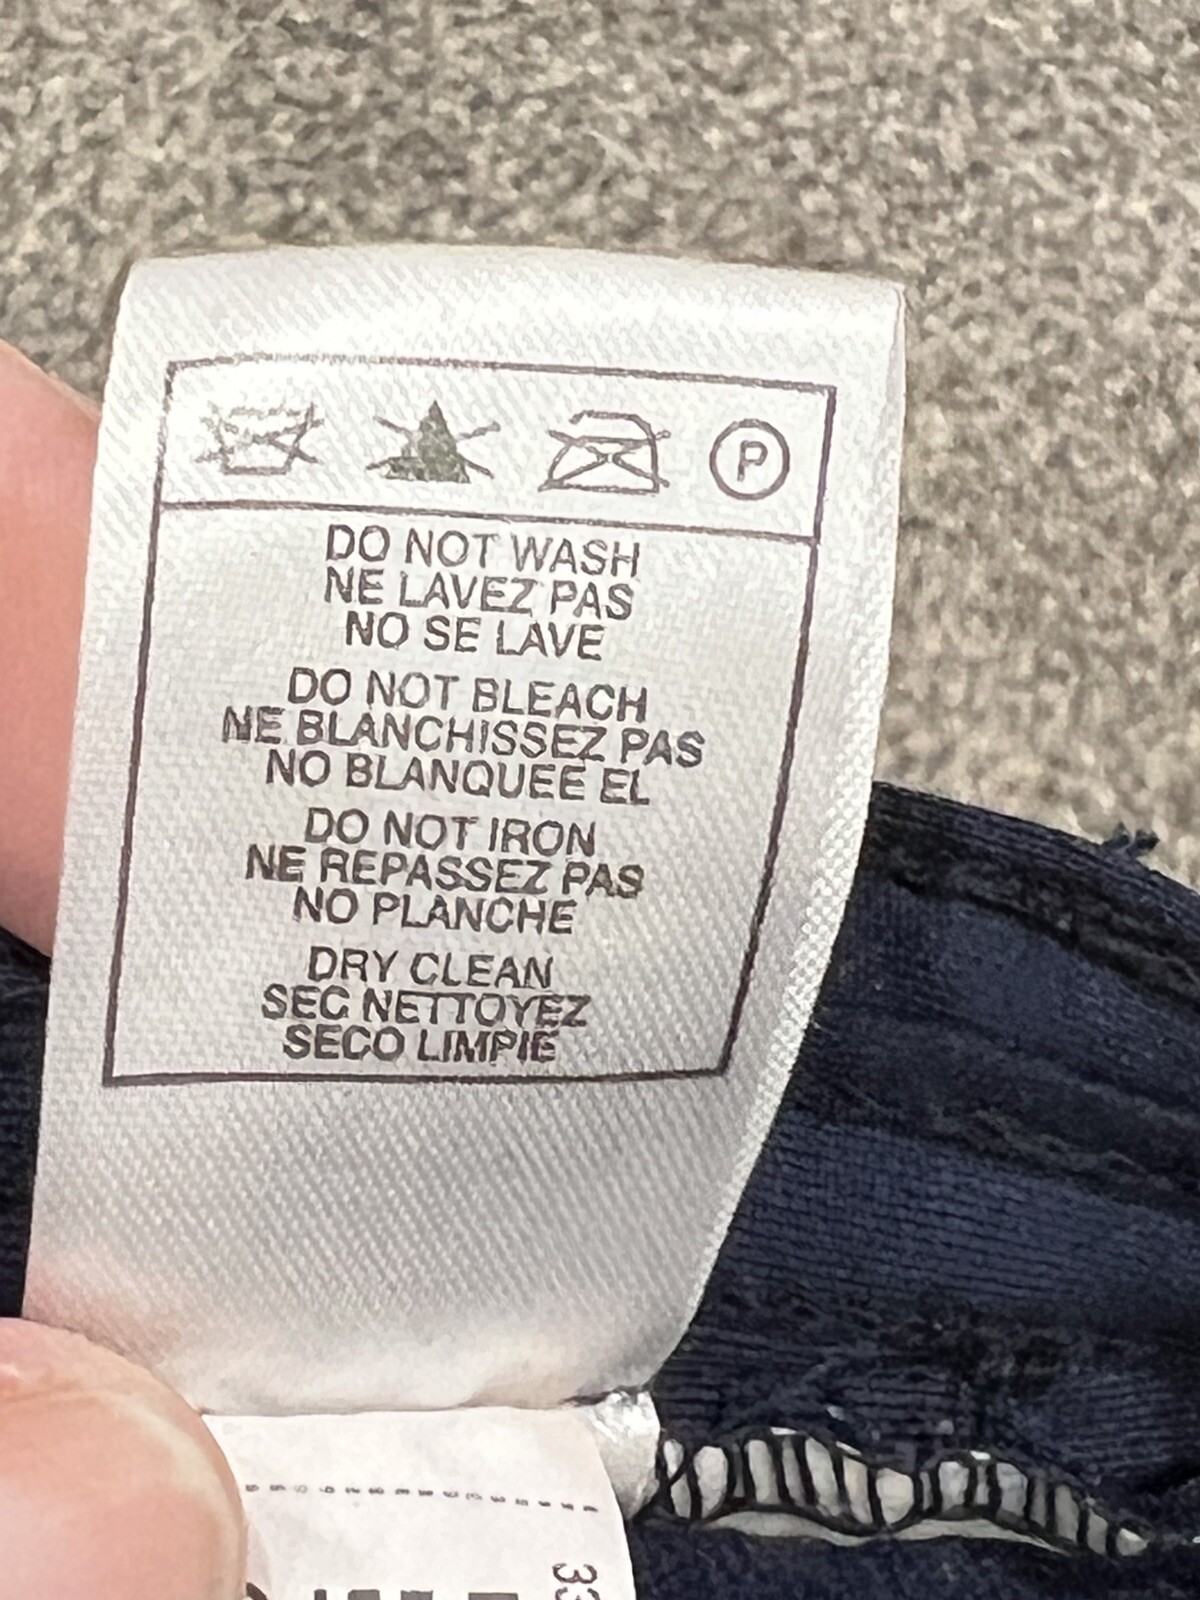 P
DO NOT WASH
NE LAVEZ PAS
NO SE LAVE
DO NOT BLEACH
NE BLANCHISSEZ PAS
NO BLANQUEE EL
DO NOT IRON
NE REPASSEZ PAS
NO PLANCHE
DRY CLEAN
SEC NETTOYEZ
SECO LIMPIE
33